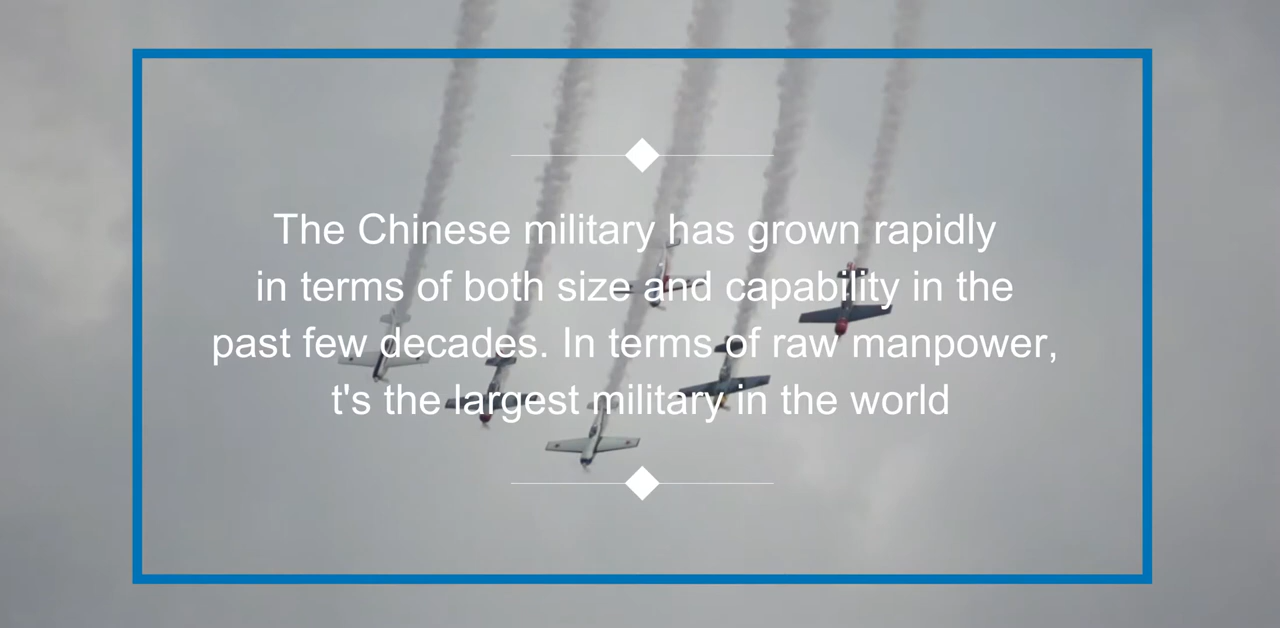 The Chinese military has grown rapidly
in terms of both size and capability in the
past few decades. In terms of raw manpower,
t's the largest military in the world